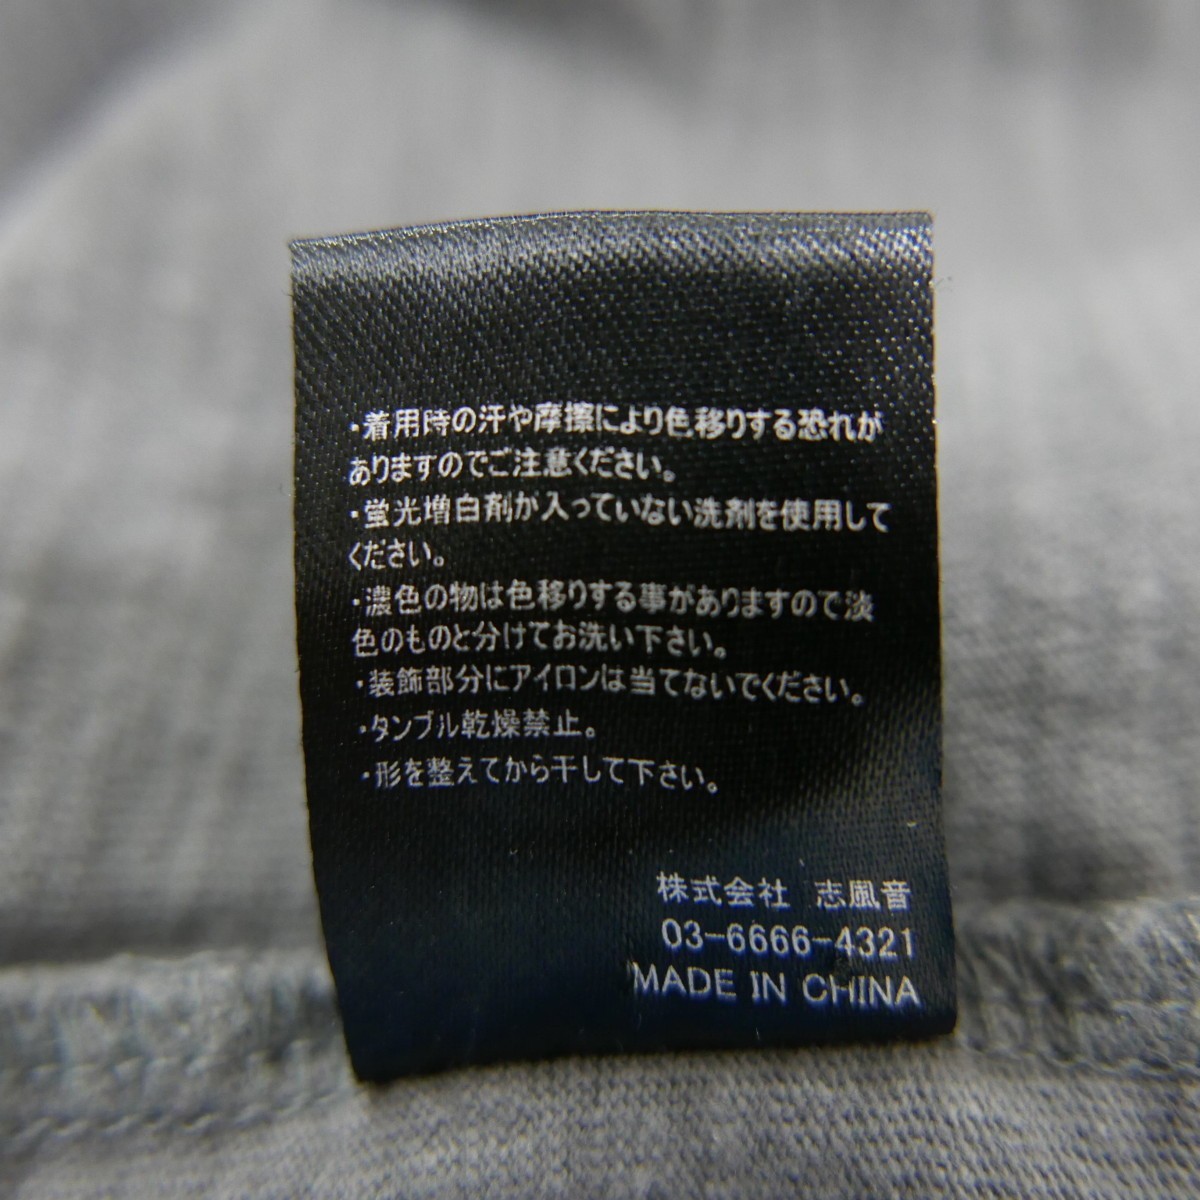 ・着用時の汗や摩擦により色移りする恐れが
ありますのでご注意ください。
・蛍光増白剤が入っていない洗剤を使用して
ください。
・濃色の物は色移りする事がありますので淡
色のものと分けてお洗い下さい。
・装飾部分にアイロンは当てないでください。
・タンブル乾燥禁止。
・形を整えてから干して下さい。
株式会社 志風音
03-6666-4321
MADE IN CHINA